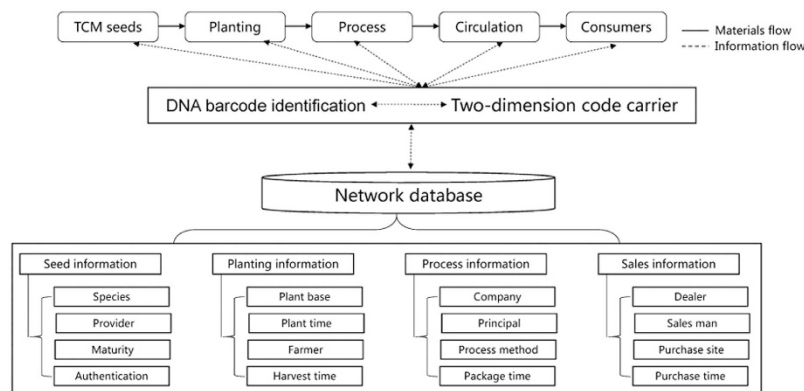 TCM seeds
Planting
Process
Circulation
Consumers
Materials flow
Information flow
DNA barcode identification
Two-dimension code carrier
Network database
Seed information
Planting information
Process information
Sales information
Species
Plant base
Company
Dealer
Provider
Plant time
Principal
Sales man
Maturity
Farmer
Process method
Purchase site
Authentication
Harvest time
Package time
Purchase time